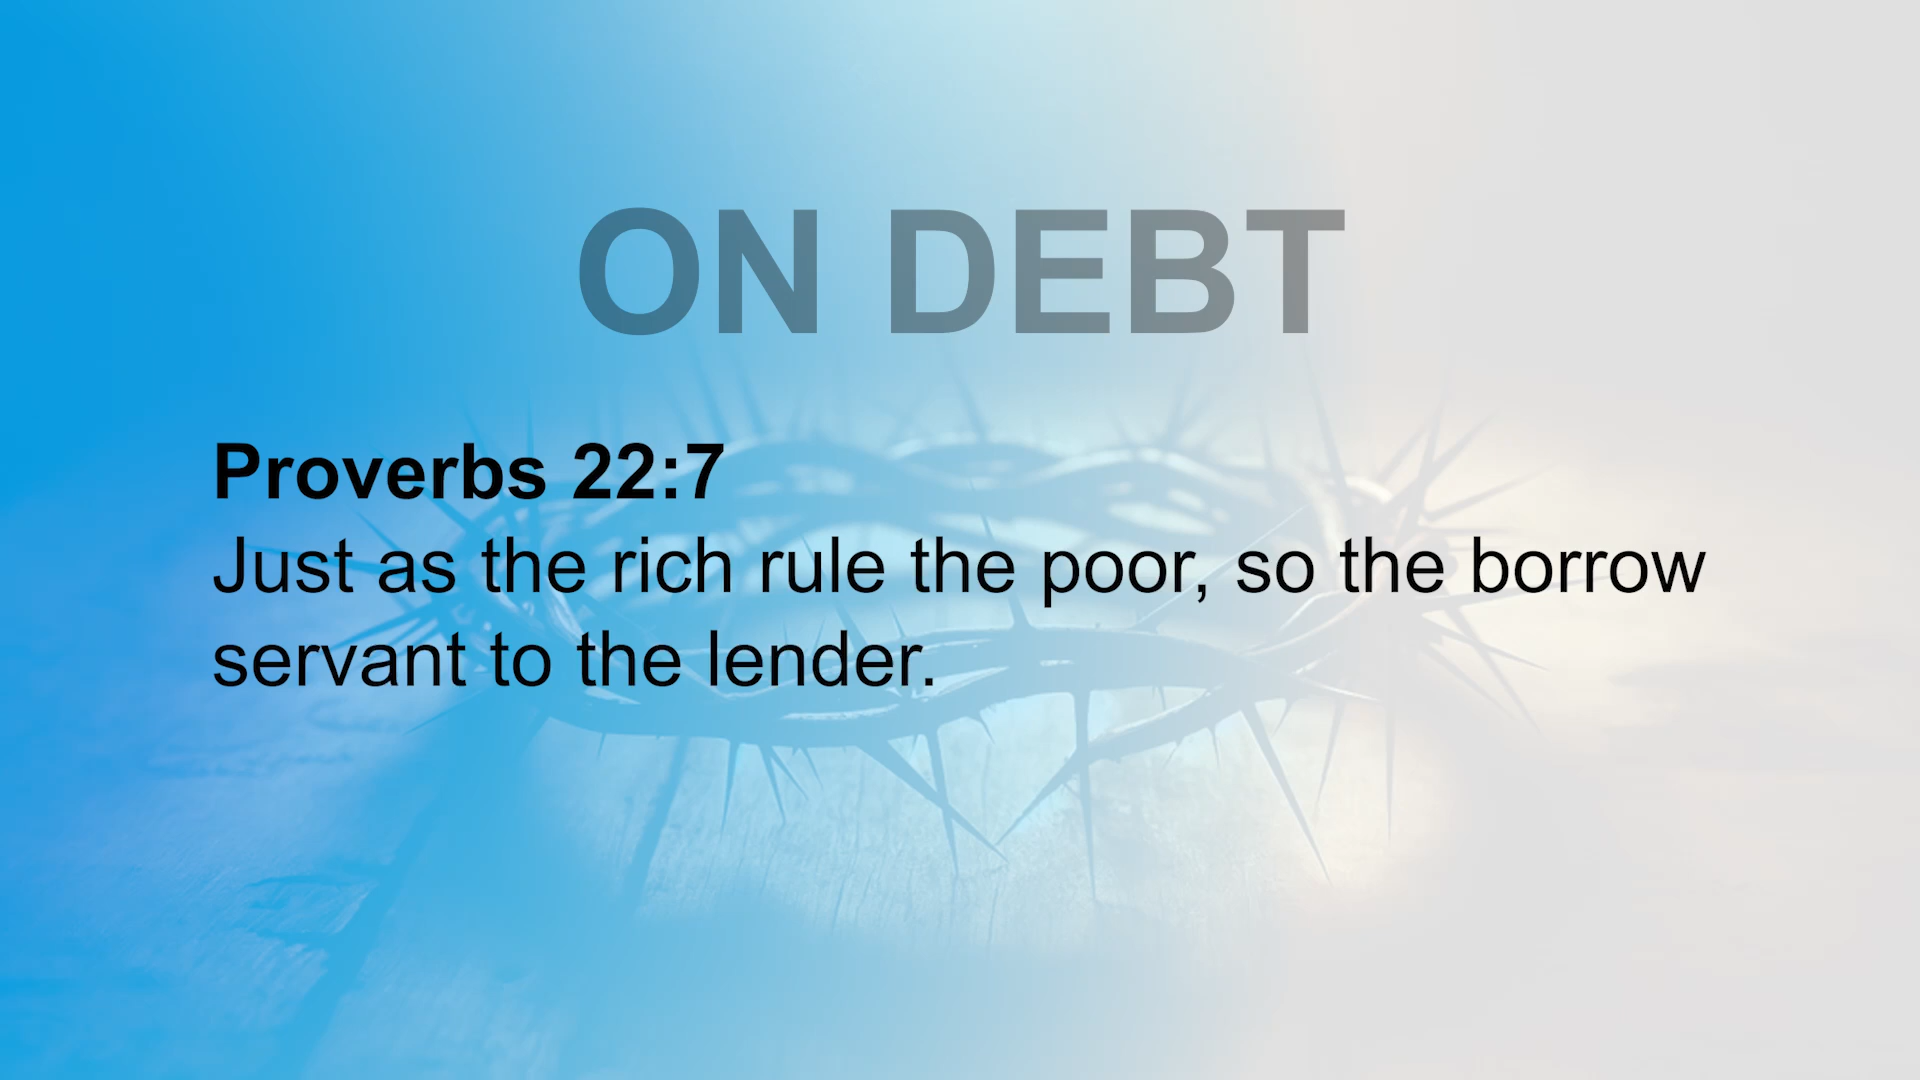 ON DEBT
Proverbs 22:7
Just as the rich rule the poor, so the borrow
servant to the lender.